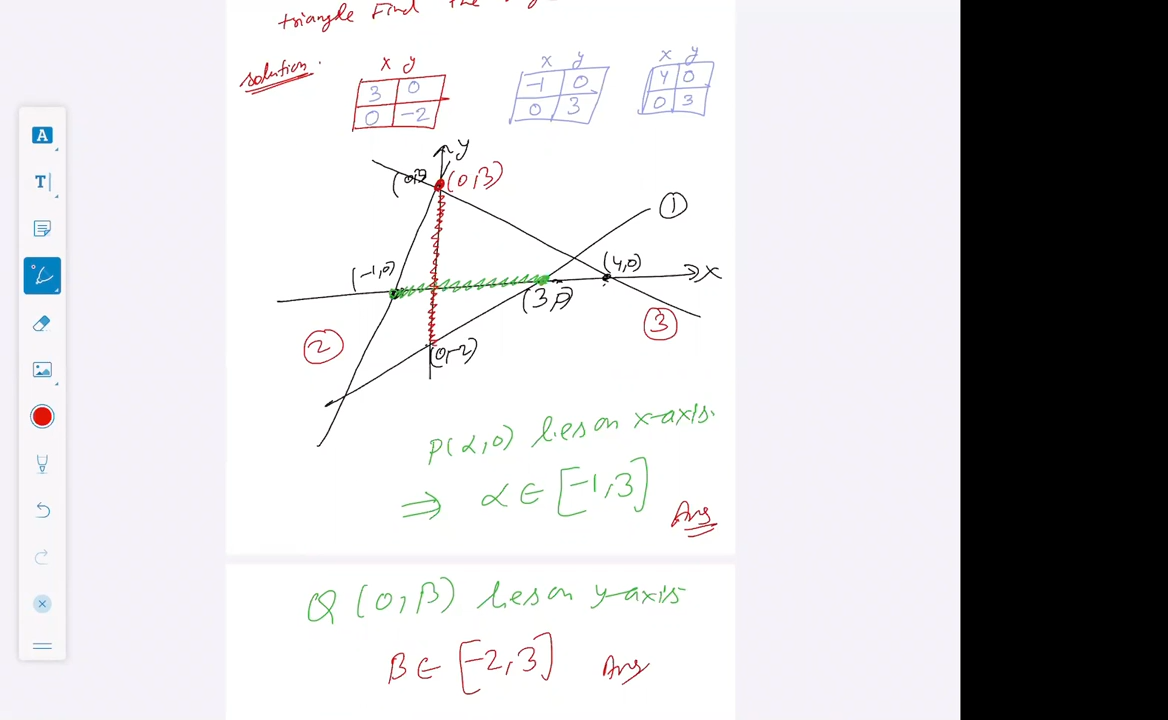 triangle Find the
solution.
x y
3 0
0 -2
x y
-1 0
0 3
x y
4 0
0 3
y
(0,3)
(0,3)
1
(-1,0)
(4,0)
x
(3,0)
2
3
(0,-2)
P(α,0) lies on x-axis.
⇒ α ∈ [-1,3]
Ans
Q (0,β) lies on y-axis
β ∈ [-2,3] Ans
A
T